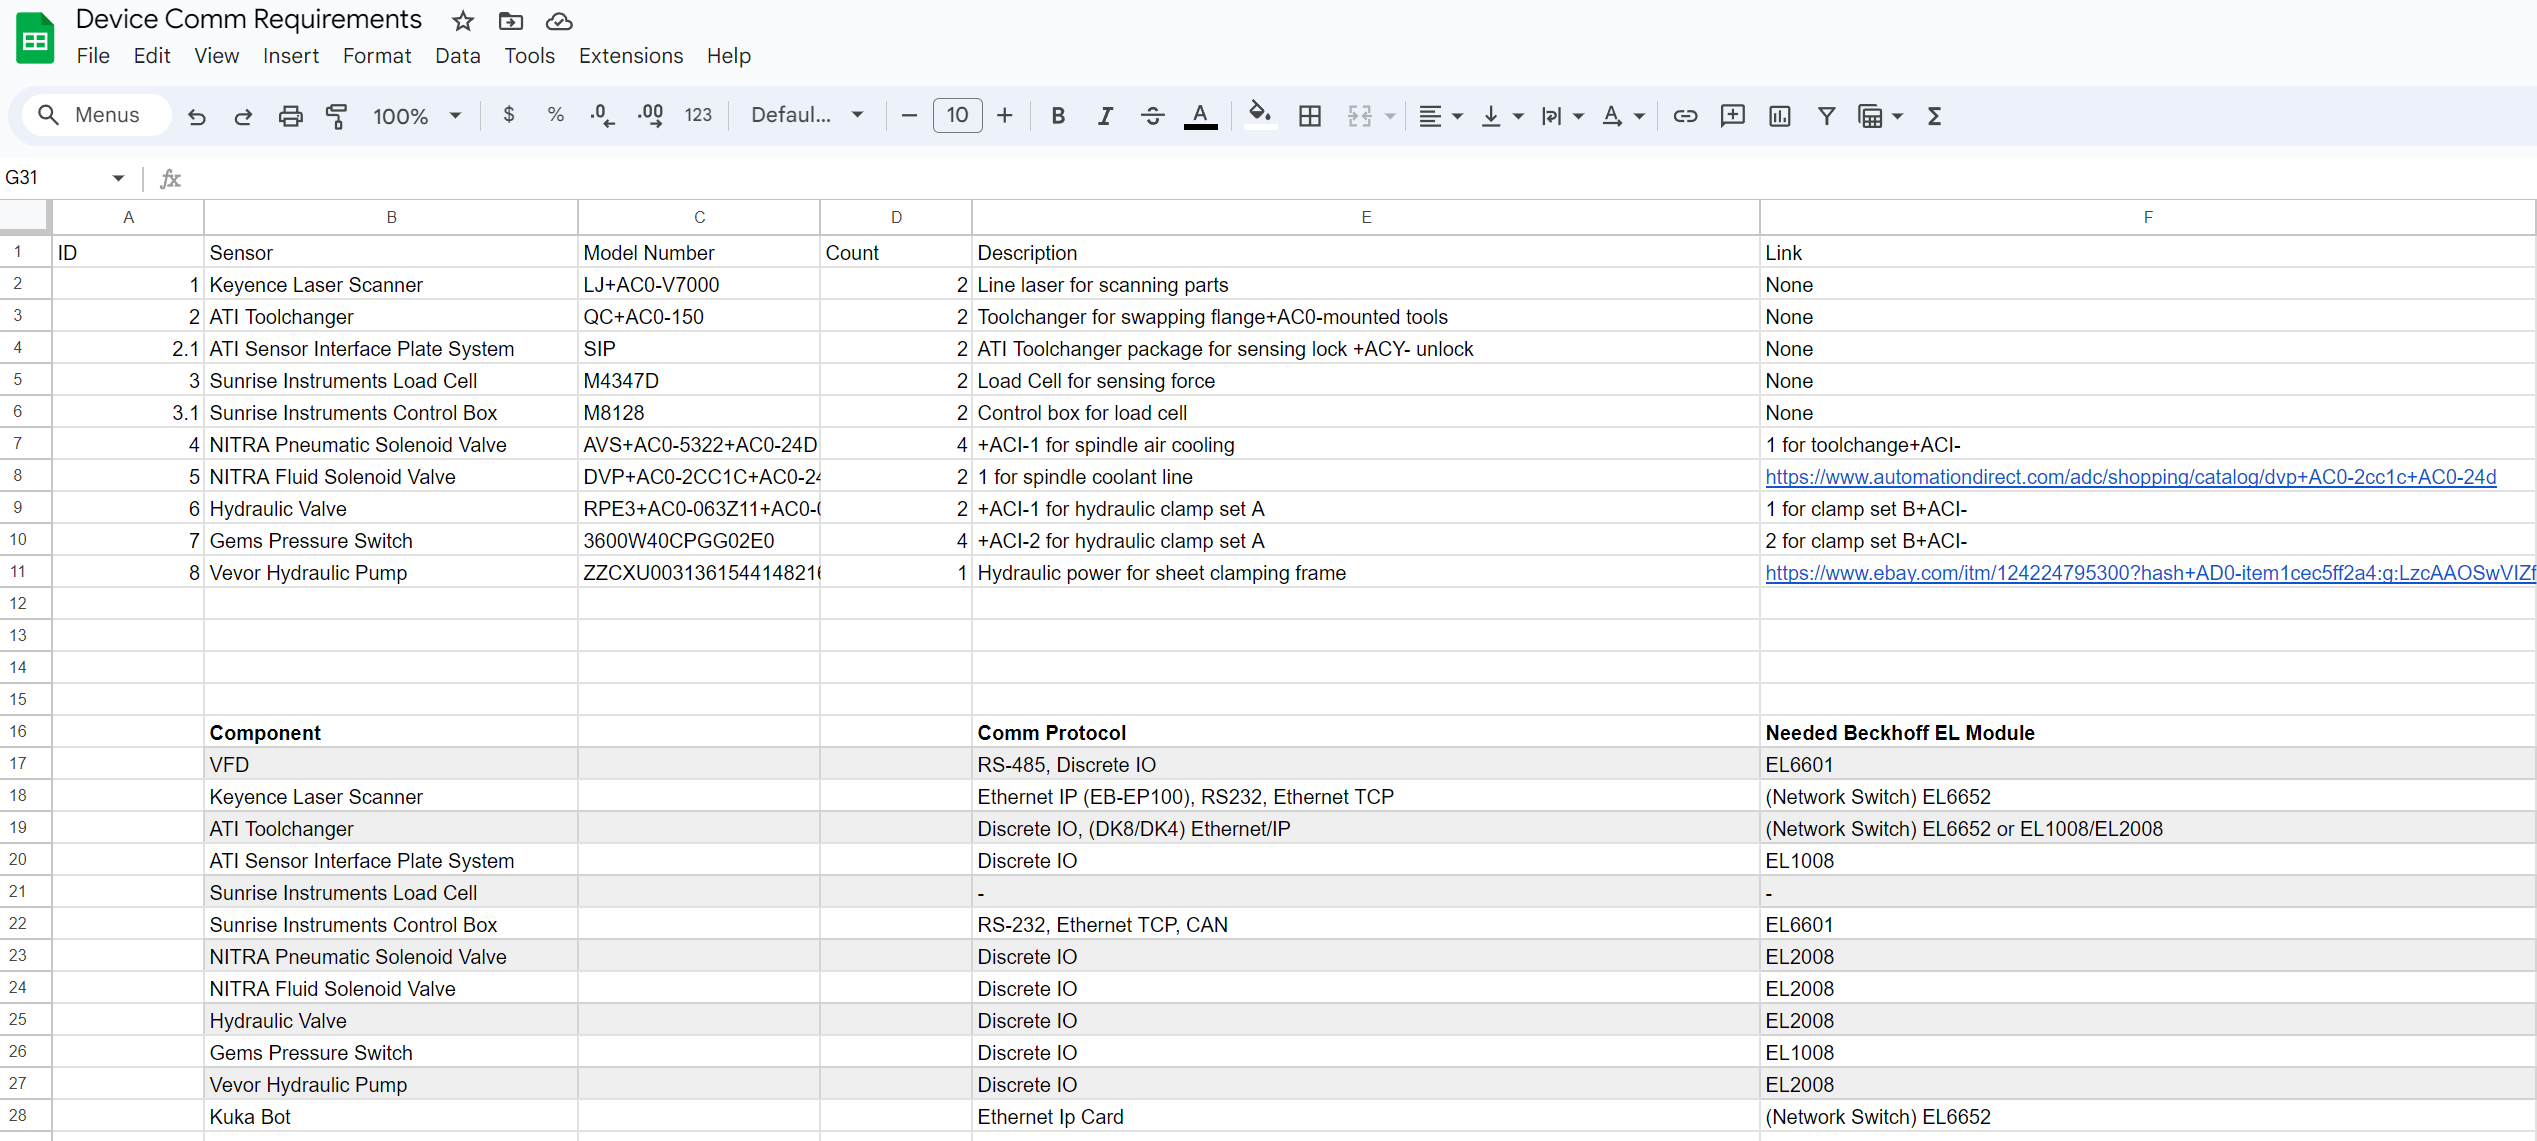 Device Comm Requirements
File Edit View Insert Format Data Tools Extensions Help
Menus 100% $ % .0 .00 123 Defaul... 10 B I A
G31 fx
A B C D E F
1 ID Sensor Model Number Count Description Link
2 1 Keyence Laser Scanner LJ+AC0-V7000 2 Line laser for scanning parts None
3 2 ATI Toolchanger QC+AC0-150 2 Toolchanger for swapping flange+AC0-mounted tools None
4 2.1 ATI Sensor Interface Plate System SIP 2 ATI Toolchanger package for sensing lock +ACY- unlock None
5 3 Sunrise Instruments Load Cell M4347D 2 Load Cell for sensing force None
6 3.1 Sunrise Instruments Control Box M8128 2 Control box for load cell None
7 4 NITRA Pneumatic Solenoid Valve AVS+AC0-5322+AC0-24D 4 +ACI-1 for spindle air cooling 1 for toolchange+ACI-
8 5 NITRA Fluid Solenoid Valve DVP+AC0-2CC1C+AC0-24 2 1 for spindle coolant line https://www.automationdirect.com/adc/shopping/catalog/dvp+AC0-2cc1c+AC0-24d
9 6 Hydraulic Valve RPE3+AC0-063Z11+AC0-0 2 +ACI-1 for hydraulic clamp set A 1 for clamp set B+ACI-
10 7 Gems Pressure Switch 3600W40CPGG02E0 4 +ACI-2 for hydraulic clamp set A 2 for clamp set B+ACI-
11 8 Vevor Hydraulic Pump ZZCXU0031361544148216 1 Hydraulic power for sheet clamping frame https://www.ebay.com/itm/124224795300?hash+AD0-item1cec5ff2a4:g:LzcAAOSwVIZf
12
13
14
15
16 Component Comm Protocol Needed Beckhoff EL Module
17 VFD RS-485, Discrete IO EL6601
18 Keyence Laser Scanner Ethernet IP (EB-EP100), RS232, Ethernet TCP (Network Switch) EL6652
19 ATI Toolchanger Discrete IO, (DK8/DK4) Ethernet/IP (Network Switch) EL6652 or EL1008/EL2008
20 ATI Sensor Interface Plate System Discrete IO EL1008
21 Sunrise Instruments Load Cell - -
22 Sunrise Instruments Control Box RS-232, Ethernet TCP, CAN EL6601
23 NITRA Pneumatic Solenoid Valve Discrete IO EL2008
24 NITRA Fluid Solenoid Valve Discrete IO EL2008
25 Hydraulic Valve Discrete IO EL2008
26 Gems Pressure Switch Discrete IO EL1008
27 Vevor Hydraulic Pump Discrete IO EL2008
28 Kuka Bot Ethernet Ip Card (Network Switch) EL6652